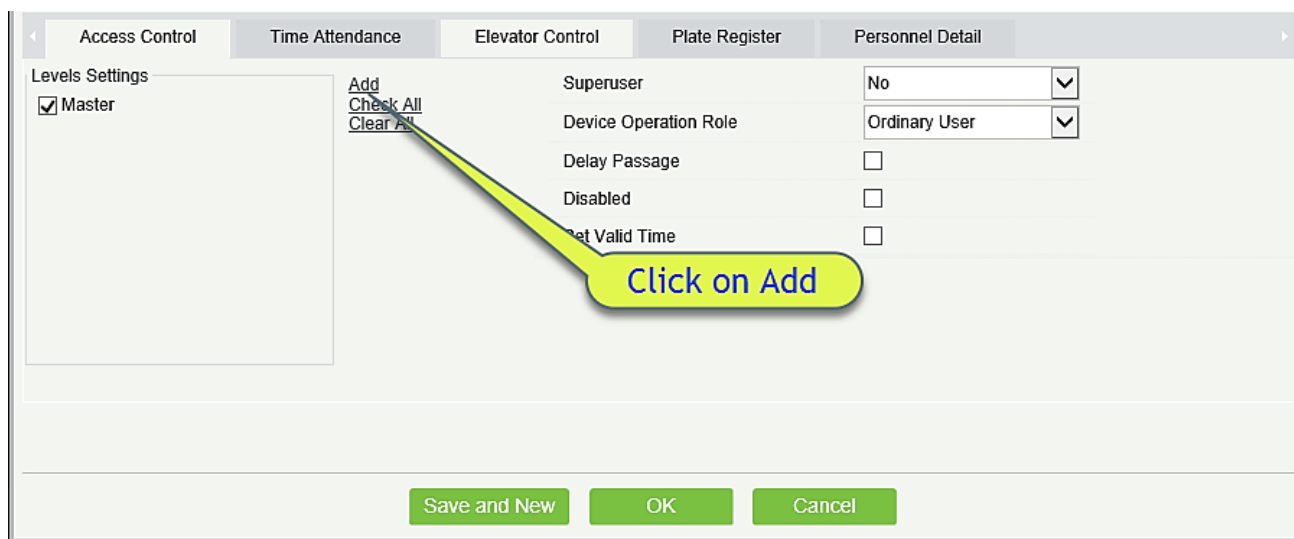 Access Control Time Attendance Elevator Control Plate Register Personnel Detail
Levels Settings
Master
Add
Check All
Clear All
Superuser No
Device Operation Role Ordinary User
Delay Passage
Disabled
Set Valid Time
Click on Add
Save and New OK Cancel